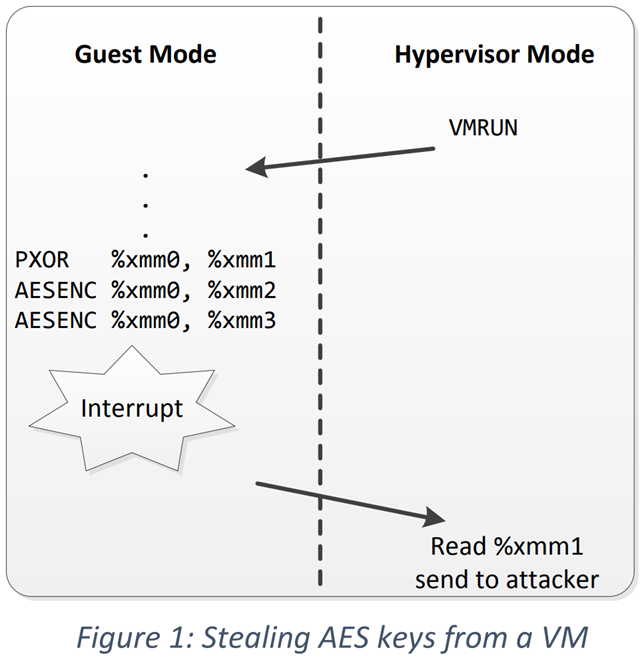 Guest Mode
Hypervisor Mode
VMRUN
.
.
.
PXOR %xmm0, %xmm1
AESENC %xmm0, %xmm2
AESENC %xmm0, %xmm3
Interrupt
Read %xmm1
send to attacker
Figure 1: Stealing AES keys from a VM